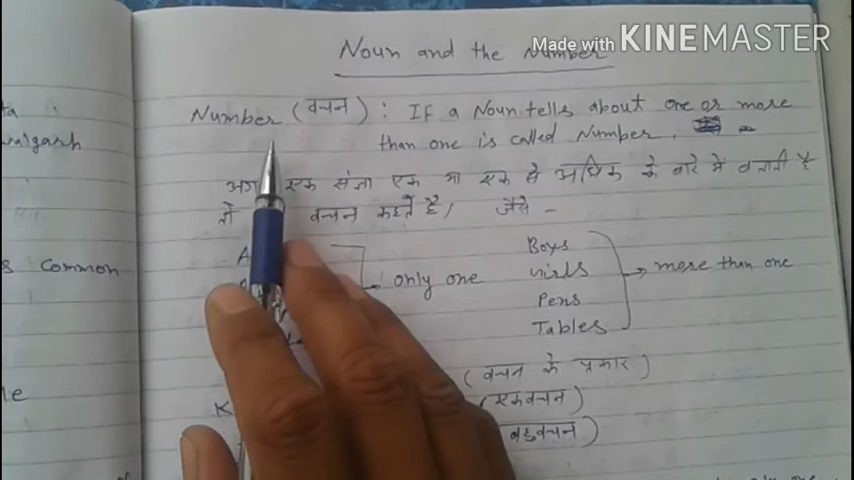 Noun and the Number
Made with KINEMASTER
Number (वचन) : If a Noun tells about one or more
than one is called Number.
एक संज्ञा एक या एक से अधिक के बारे में बताती है
तो वचन कहते है। जैसे -
Boys
Girls
only one
more than one
Pens
Tables
(वचन के प्रकार)
(एकवचन)
बहुवचन)
common